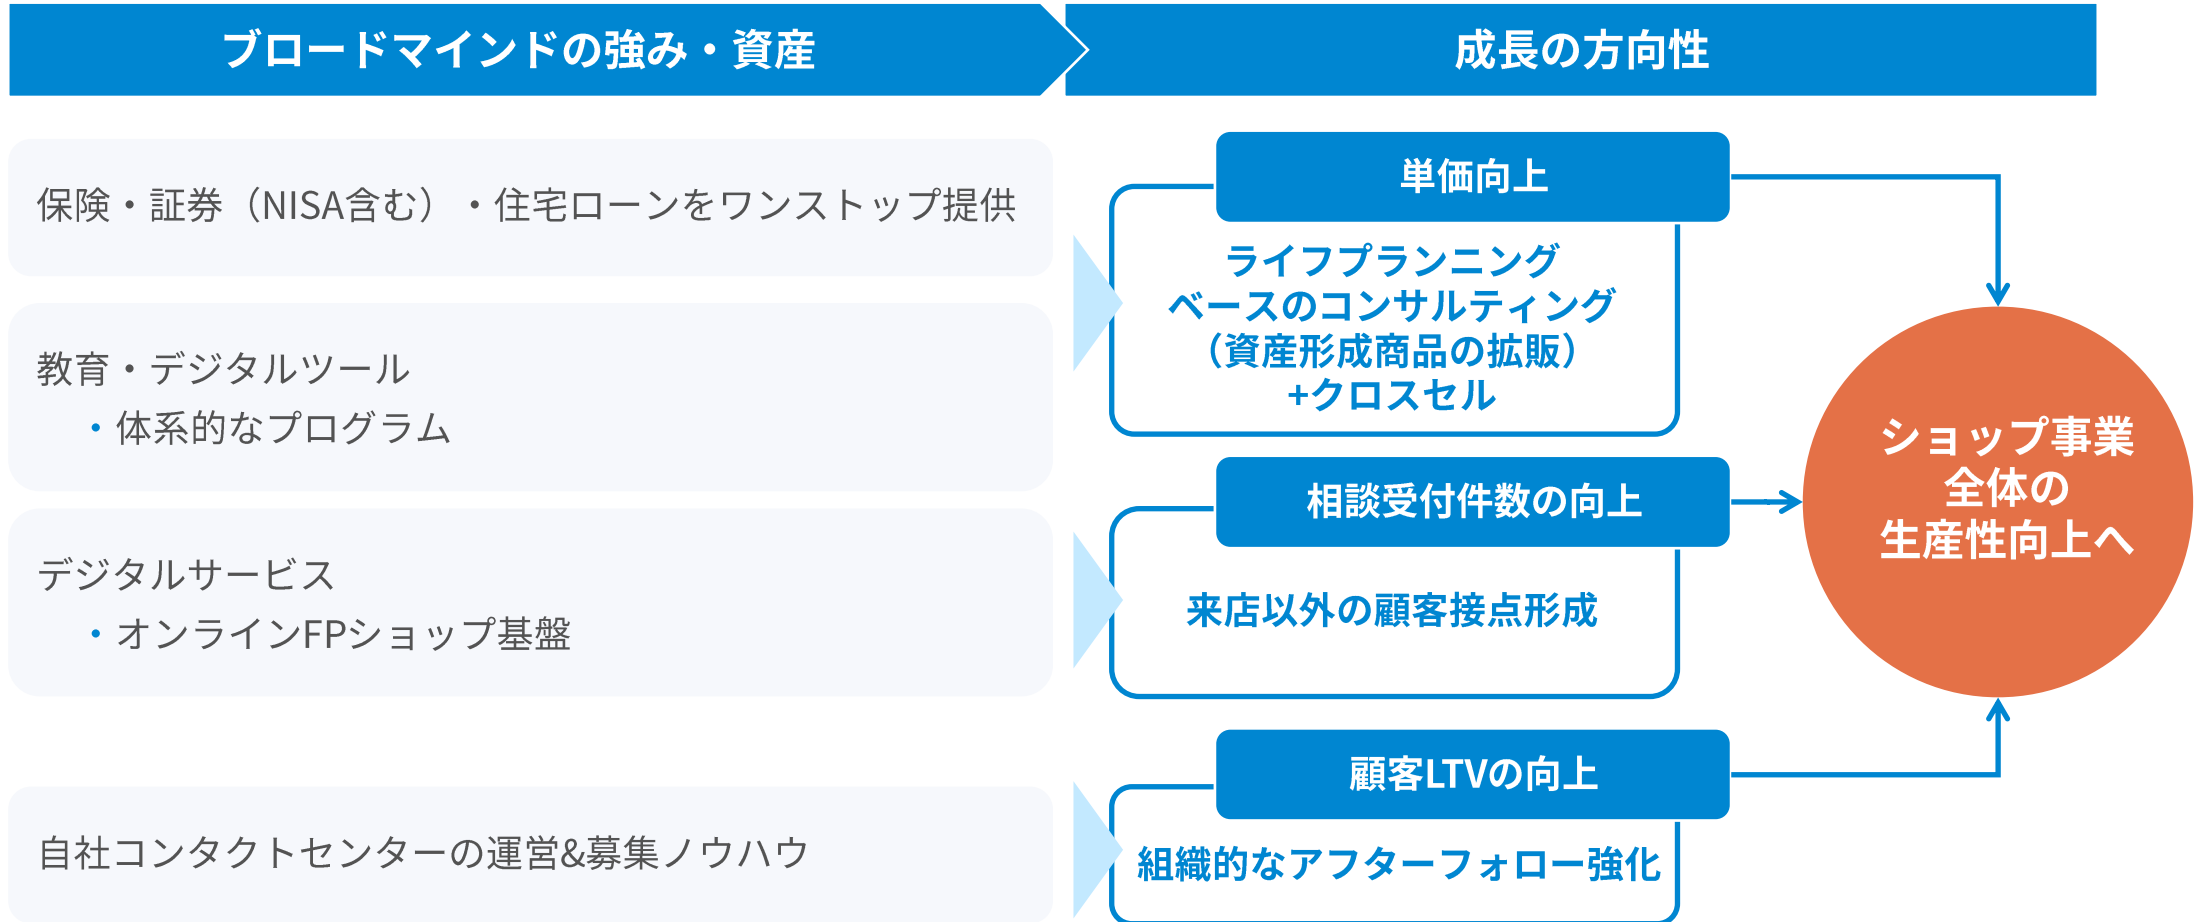 ブロードマインドの強み・資産
成長の方向性
保険・証券（NISA含む）・住宅ローンをワンストップ提供
教育・デジタルツール
・体系的なプログラム
デジタルサービス
・オンラインFPショップ基盤
自社コンタクトセンターの運営&募集ノウハウ
単価向上
ライフプランニング
ベースのコンサルティング
（資産形成商品の拡販）
+クロスセル
相談受付件数の向上
来店以外の顧客接点形成
顧客LTVの向上
組織的なアフターフォロー強化
ショップ事業
全体の
生産性向上へ